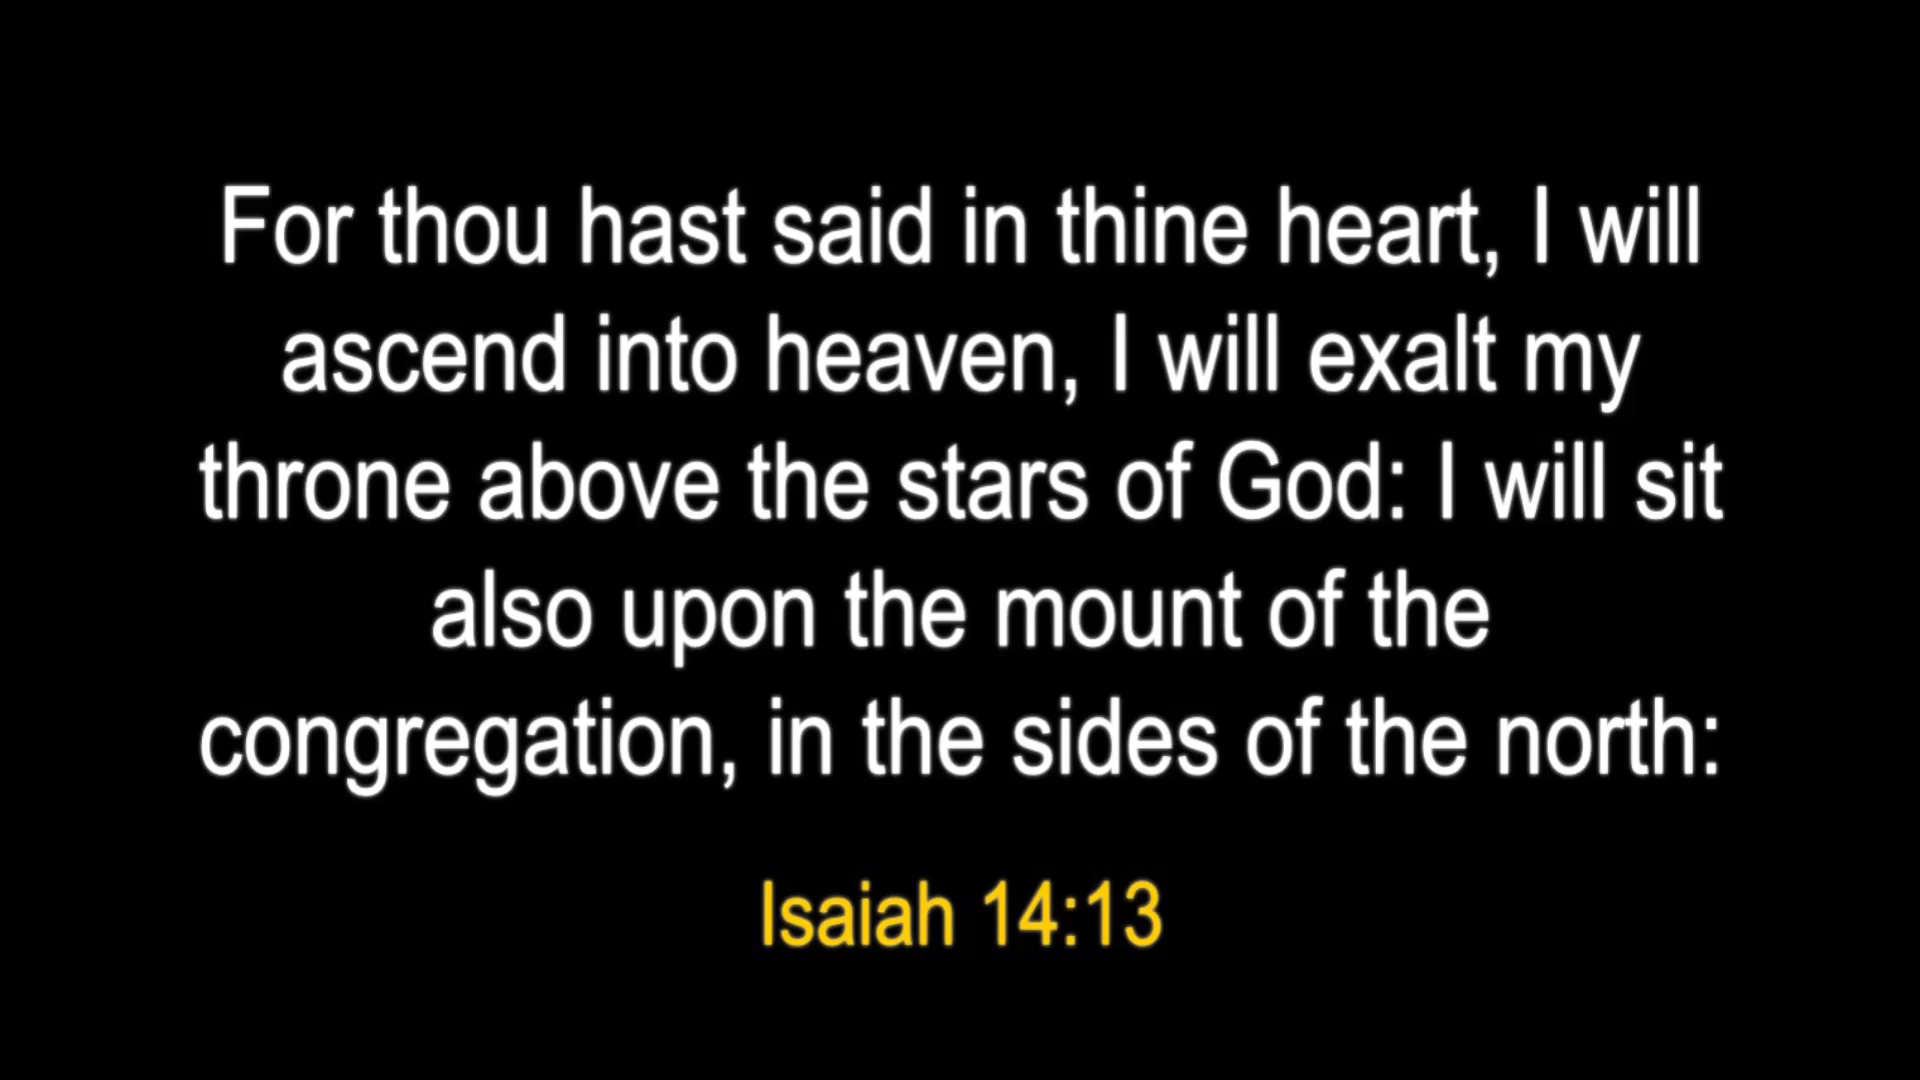 For thou hast said in thine heart, I will
ascend into heaven, I will exalt my
throne above the stars of God: I will sit
also upon the mount of the
congregation, in the sides of the north:
Isaiah 14:13